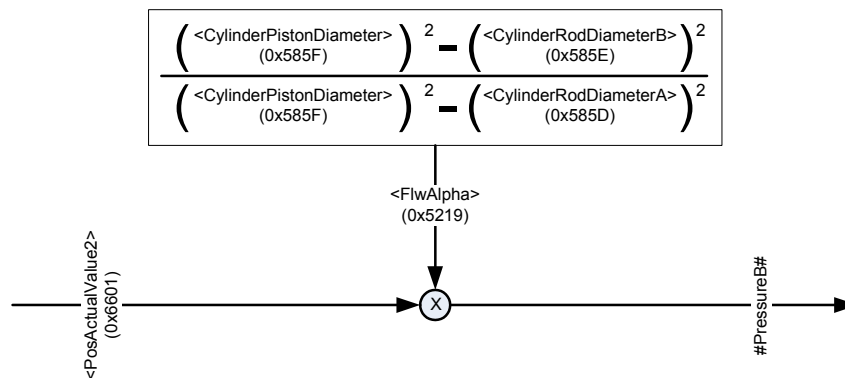 (<CylinderPistonDiameter>)² − (<CylinderRodDiameterB>)²
(0x585F) (0x585E)
(<CylinderPistonDiameter>)² − (<CylinderRodDiameterA>)²
(0x585F) (0x585D)
<FlwAlpha>
(0x5219)
<PosActualValue2>
(0x6601)
X
#PressureB#